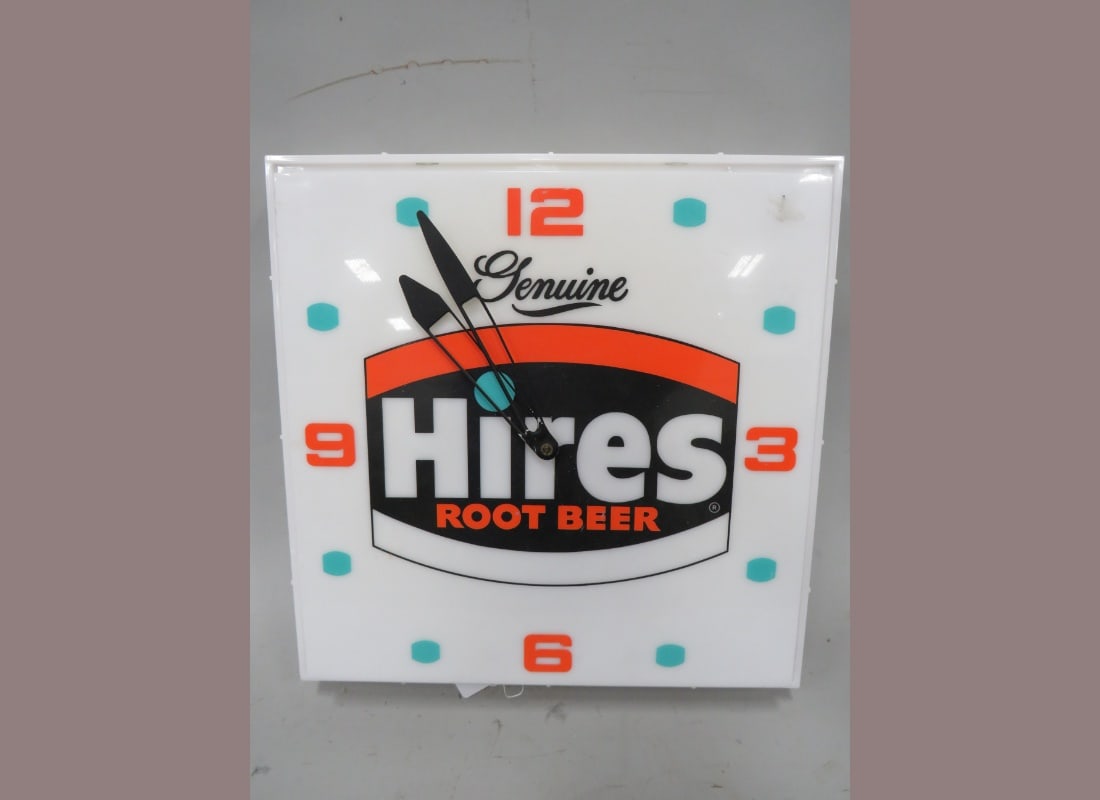 12
Genuine
9
Hires
3
®
ROOT BEER
6